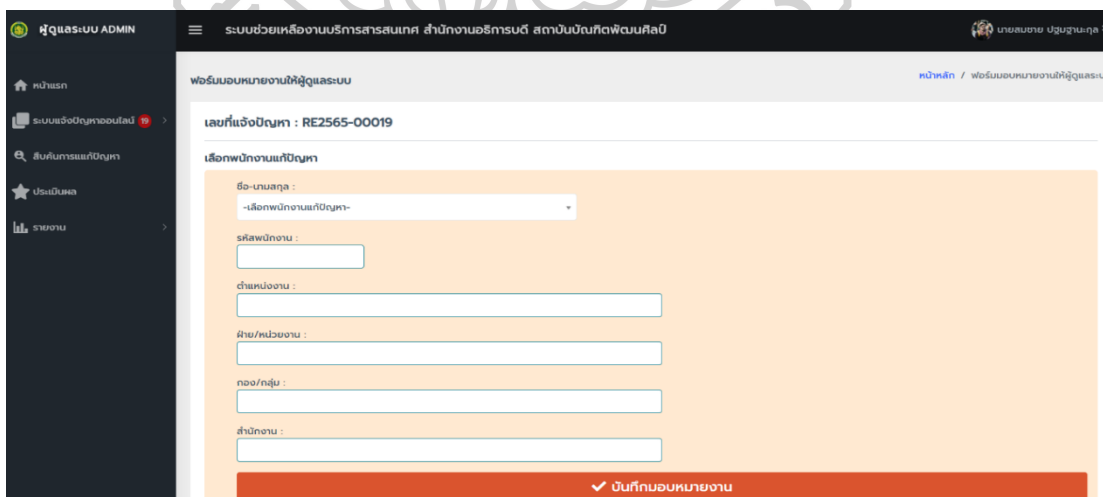 ผู้ดูแลระบบ ADMIN
ระบบช่วยเหลืองานบริการสารสนเทศ สำนักงานอธิการบดี สถาบันบัณฑิตพัฒนศิลป์
นายสมชาย ปฐมฐานะกุล
หน้าแรก
ระบบแจ้งปัญหาออนไลน์ 19
สืบค้นการแก้ปัญหา
ประเมินผล
รายงาน
ฟอร์มมอบหมายงานให้ผู้ดูแลระบบ
หน้าหลัก / ฟอร์มมอบหมายงานให้ผู้ดูแลระบ
เลขที่แจ้งปัญหา : RE2565-00019
เลือกพนักงานแก้ปัญหา
ชื่อ-นามสกุล :
-เลือกพนักงานแก้ปัญหา-
รหัสพนักงาน :
ตำแหน่งงาน :
ฝ่าย/หน่วยงาน :
กอง/กลุ่ม :
สำนักงาน :
บันทึกมอบหมายงาน